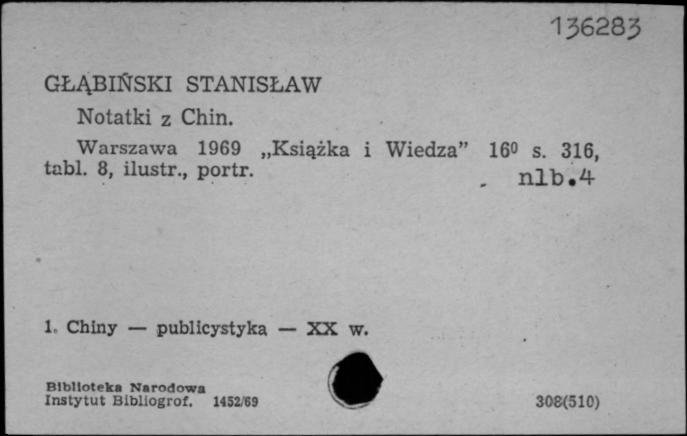 136283
GŁĄBIŃSKI STANISŁAW
Notatki z Chin.
Warszawa 1969 „Książka i Wiedza” 16⁰ s. 316,
tabl. 8, ilustr., portr.
nlb.4
1. Chiny — publicystyka — XX w.
Biblioteka Narodowa
Instytut Bibliogrof. 1452/69
308(510)